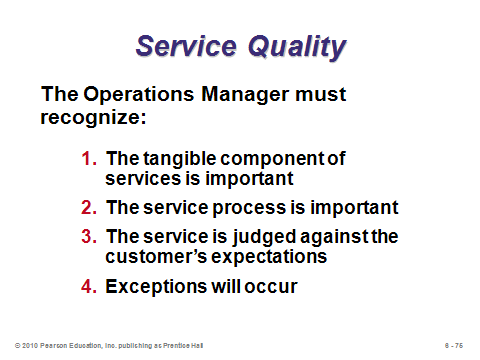 Service Quality
The Operations Manager must
recognize:
1. The tangible component of
services is important
2. The service process is important
3. The service is judged against the
customer's expectations
4. Exceptions will occur
© 2010 Pearson Education, Inc. publishing as Prentice Hall
6 - 75